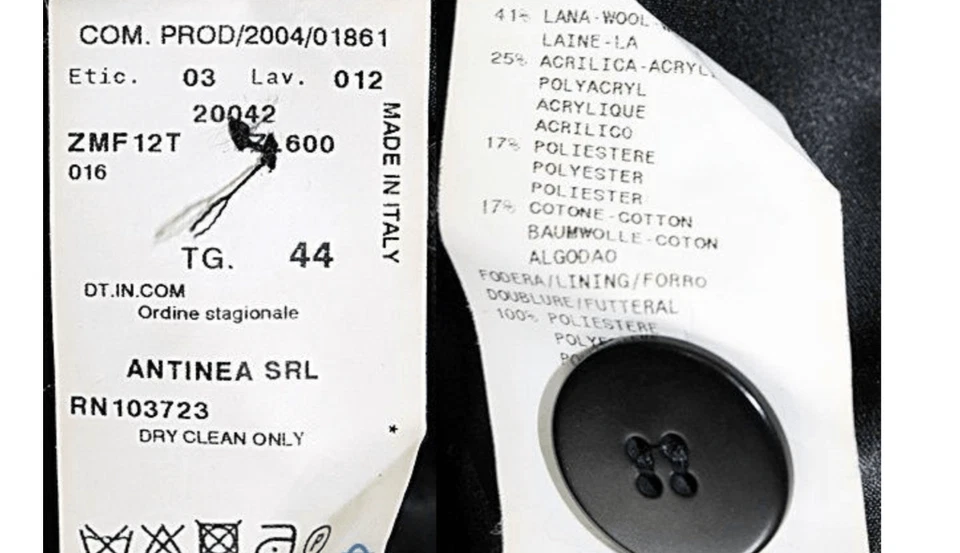 COM. PROD/2004/01861
Etic. 03 Lav. 012
20042
ZMF12T .600
016
MADE IN ITALY
TG. 44
DT.IN.COM
Ordine stagionale
ANTINEA SRL
RN103723
DRY CLEAN ONLY *
41% LANA-WOOL
LAINE-LA
25% ACRILICA-ACRYL
POLYACRYL
ACRYLIQUE
ACRILICO
17% POLIESTERE
POLYESTER
POLIESTER
17% COTONE-COTTON
BAUMWOLLE-COTON
ALGODAO
FODERA/LINING/FORRO
DOUBLURE/FUTTERAL
100% POLIESTERE